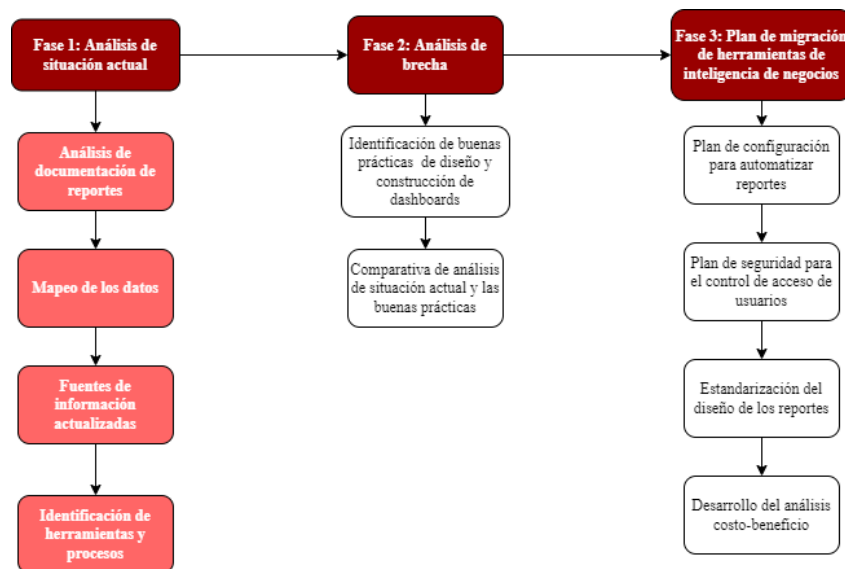 Fase 1: Análisis de
situación actual
Fase 2: Análisis de
brecha
Fase 3: Plan de migración
de herramientas de
inteligencia de negocios
Análisis de
documentación de
reportes
Mapeo de los datos
Fuentes de
información
actualizadas
Identificación de
herramientas y
procesos
Identificación de buenas
prácticas de diseño y
construcción de
dashboards
Comparativa de análisis
de situación actual y las
buenas prácticas
Plan de configuración
para automatizar
reportes
Plan de seguridad para
el control de acceso de
usuarios
Estandarización del
diseño de los reportes
Desarrollo del análisis
costo-beneficio